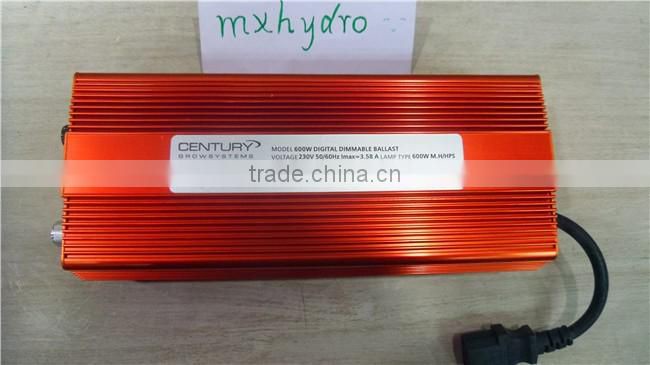 mxhydro
CENTURY
GROWSYSTEMS
MODEL 600W DIGITAL DIMMABLE BALLAST
VOLTAGE 230V 50/60Hz Imax=3.58 A LAMP TYPE 600W M.H/HPS
trade.china.cn